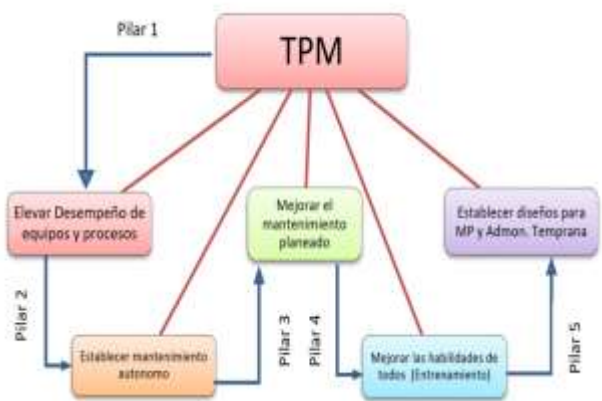 Pilar 1
TPM
Elevar Desempeño de
equipos y procesos
Mejorar el
mantenimiento
planeado
Establecer diseños para
MP y Admon. Temprana
Pilar 2
Pilar 3
Pilar 4
Pilar 5
Establecer mantenimiento
autonomo
Mejorar las habilidades de
todos (Entrenamiento)